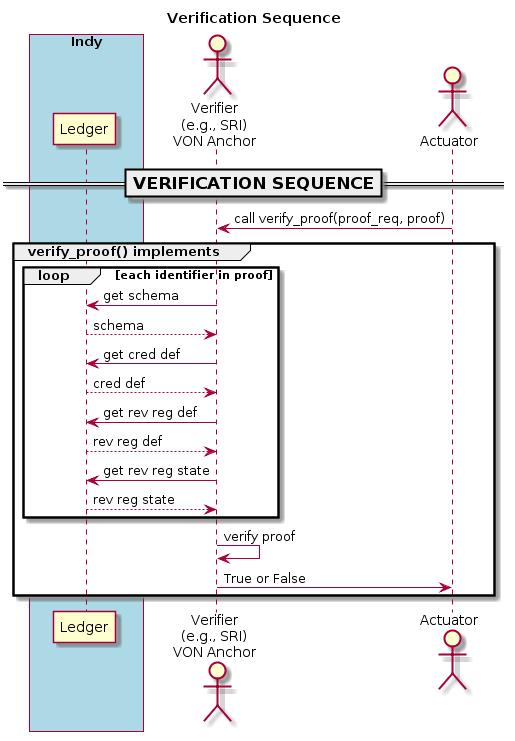 Verification Sequence
Indy
Ledger
Verifier
(e.g., SRI)
VON Anchor
Actuator
VERIFICATION SEQUENCE
call verify_proof(proof_req, proof)
verify_proof() implements
loop [each identifier in proof]
get schema
schema
get cred def
cred def
get rev reg def
rev reg def
get rev reg state
rev reg state
verify proof
True or False
Ledger
Verifier
(e.g., SRI)
VON Anchor
Actuator